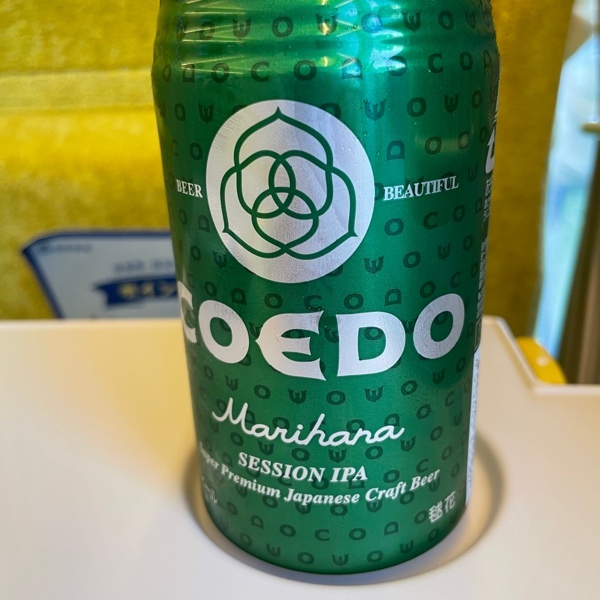 BEER
BEAUTIFUL
COEDO
Marihana
SESSION IPA
Super Premium Japanese Craft Beer
毬花